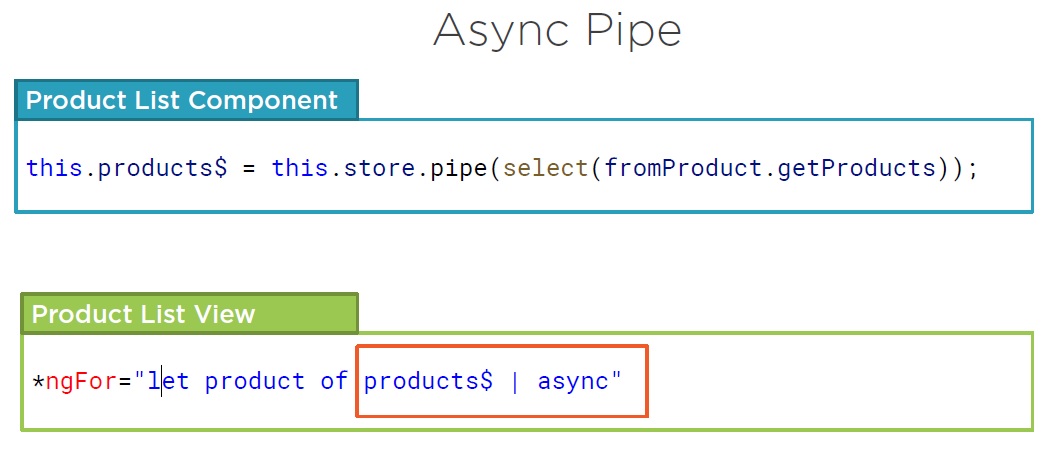 Async Pipe
Product List Component
this.products$ = this.store.pipe(select(fromProduct.getProducts));
Product List View
*ngFor="let product of products$ | async"